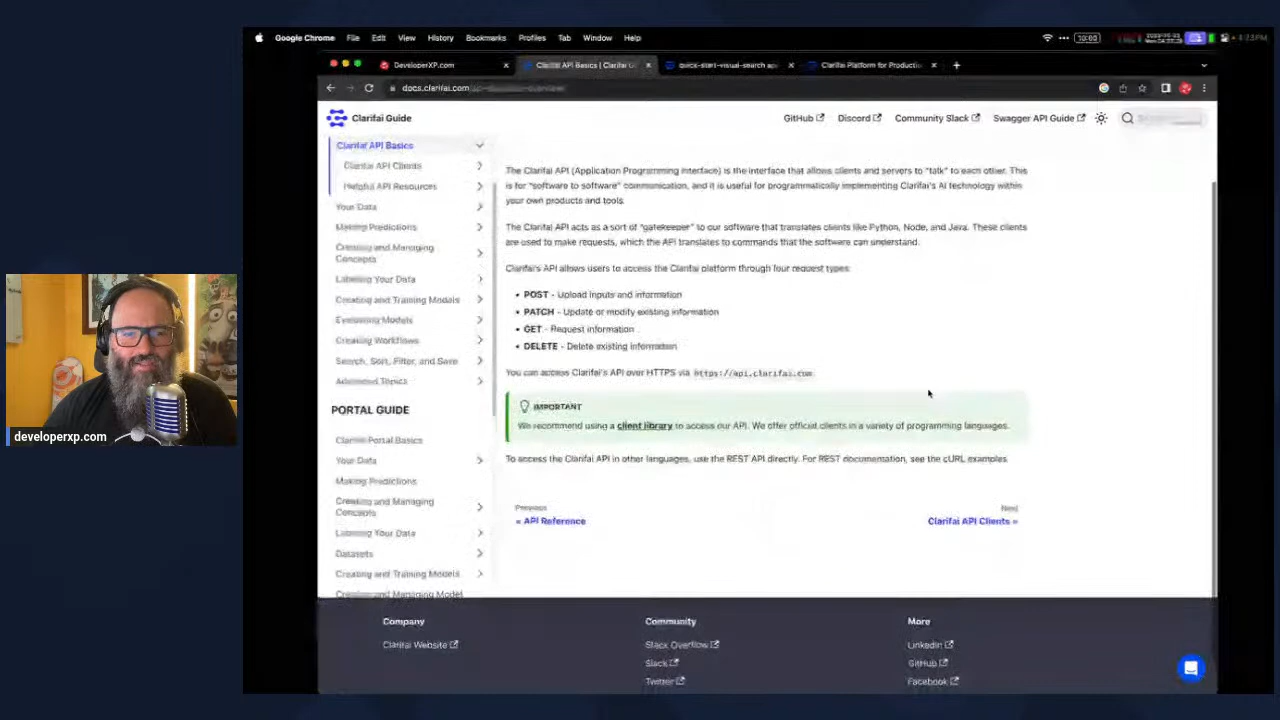 Google Chrome File Edit View History Bookmarks Profiles Tab Window Help
DeveloperXP.com
Clarifai API Basics | Clarifai G
quick-start-visual-search ap
Clarifai Platform for Producti
docs.clarifai.com
Clarifai Guide
GitHub
Discord
Community Slack
Swagger API Guide
Clarifai API Basics
Clarifai API Clients
Helpful API Resources
Your Data
Making Predictions
Creating and Managing
Concepts
Labeling Your Data
Creating and Training Models
Evaluating Models
Creating Workflows
Search, Sort, Filter, and Save
Advanced Topics
PORTAL GUIDE
Clarifai Portal Basics
Your Data
Making Predictions
Creating and Managing
Concepts
Labeling Your Data
Datasets
Creating and Training Models
Creating and Managing Model
The Clarifai API (Application Programming Interface) is the interface that allows clients and servers to "talk" to each other. This
is for "software to software" communication, and it is useful for programmatically implementing Clarifai's AI technology within
your own products and tools.
The Clarifai API acts as a sort of "gatekeeper" to our software that translates clients like Python, Node, and Java. These clients
are used to make requests, which the API translates to commands that the software can understand.
Clarifai's API allows users to access the Clarifai platform through four request types:
• POST - Upload inputs and information
• PATCH - Update or modify existing information
• GET - Request information
• DELETE - Delete existing information
You can access Clarifai's API over HTTPS via https://api.clarifai.com
IMPORTANT
We recommend using a client library to access our API. We offer official clients in a variety of programming languages.
To access the Clarifai API in other languages, use the REST API directly. For REST documentation, see the cURL examples.
Previous
« API Reference
Next
Clarifai API Clients »
Company
Clarifai Website
Community
Stack Overflow
Slack
Twitter
More
LinkedIn
GitHub
Facebook
developerxp.com